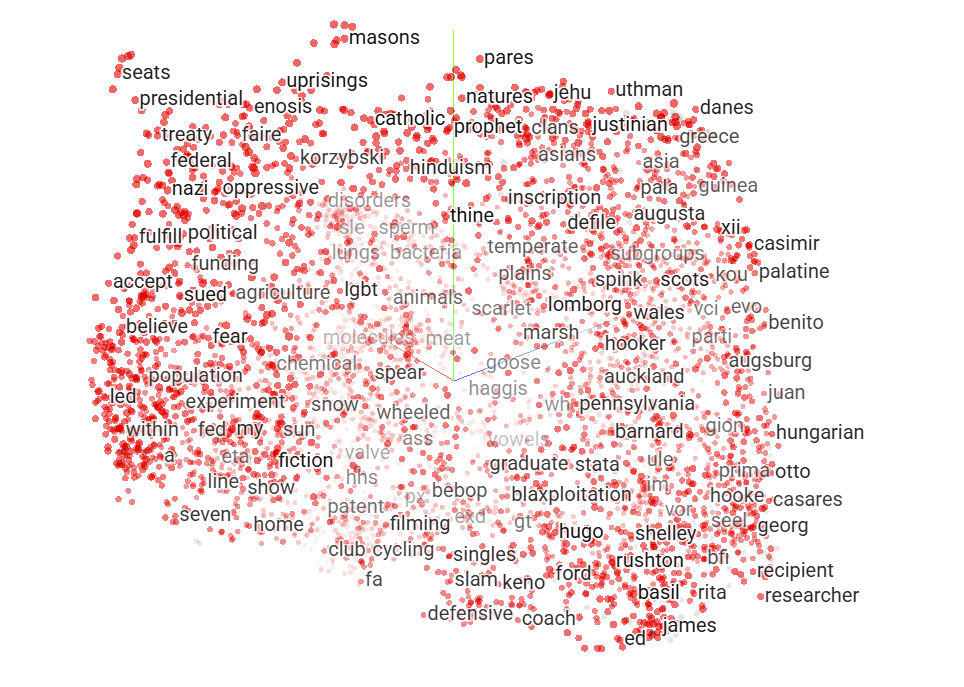 masons
pares
seats
uprisings
presidential
enosis
natures
jehu
uthman
danes
treaty
faire
catholic
prophet
clans
justinian
greece
federal
korzybski
hinduism
asians
asia
nazi
oppressive
disorders
thine
inscription
pala
guinea
fulfill
political
sle
sperm
defile
augusta
xii
funding
lungs
bacteria
temperate
subgroups
casimir
accept
sued
agriculture
lgbt
animals
plains
spink
scots
kou
palatine
believe
fear
scarlet
lomborg
wales
vci
evo
benito
molecules
meat
marsh
hooker
parti
population
chemical
spear
goose
auckland
augsburg
led
experiment
snow
wheeled
haggis
wh
pennsylvania
juan
within
fed
my
sun
ass
vowels
barnard
gion
hungarian
a
eta
fiction
valve
graduate
stata
ule
prima
otto
line
show
hhs
px
bebop
blaxploitation
im
hooke
casares
seven
home
patent
filming
exd
gt
hugo
shelley
vor
seel
georg
club
cycling
singles
rushton
bfi
recipient
fa
slam
keno
ford
basil
rita
researcher
defensive
coach
ed
james